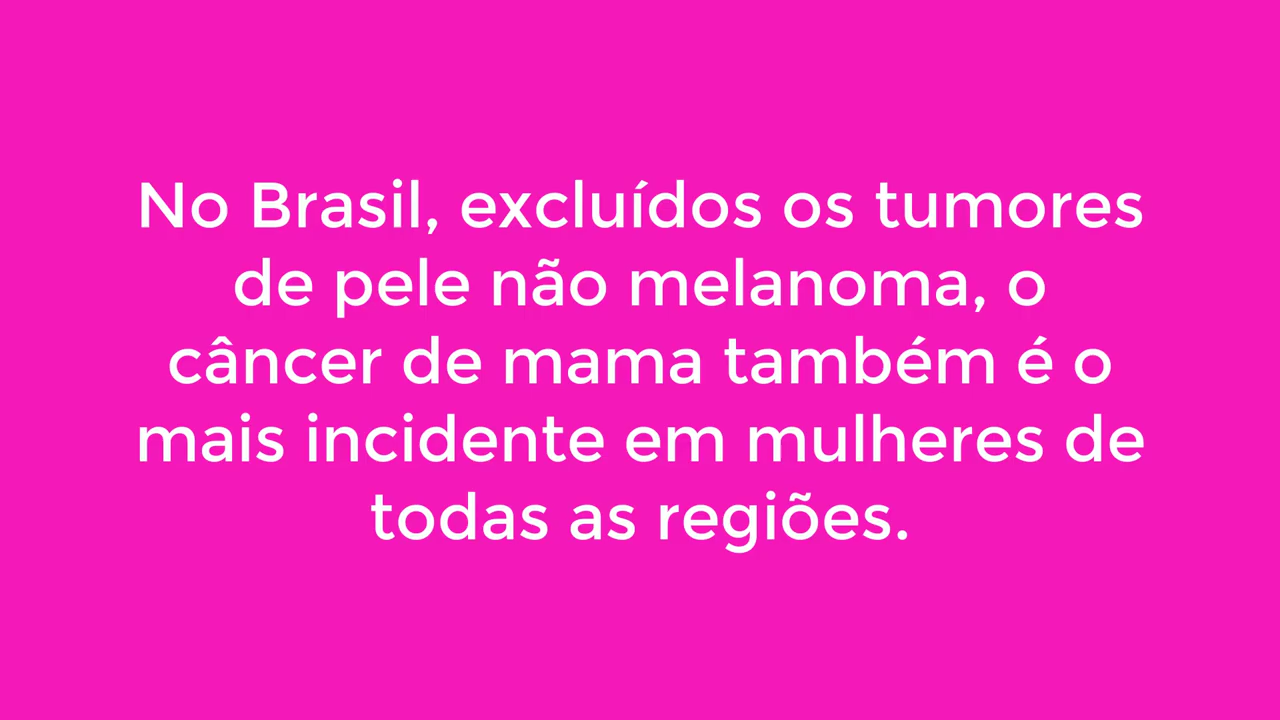 No Brasil, excluídos os tumores
de pele não melanoma, o
câncer de mama também é o
mais incidente em mulheres de
todas as regiões.